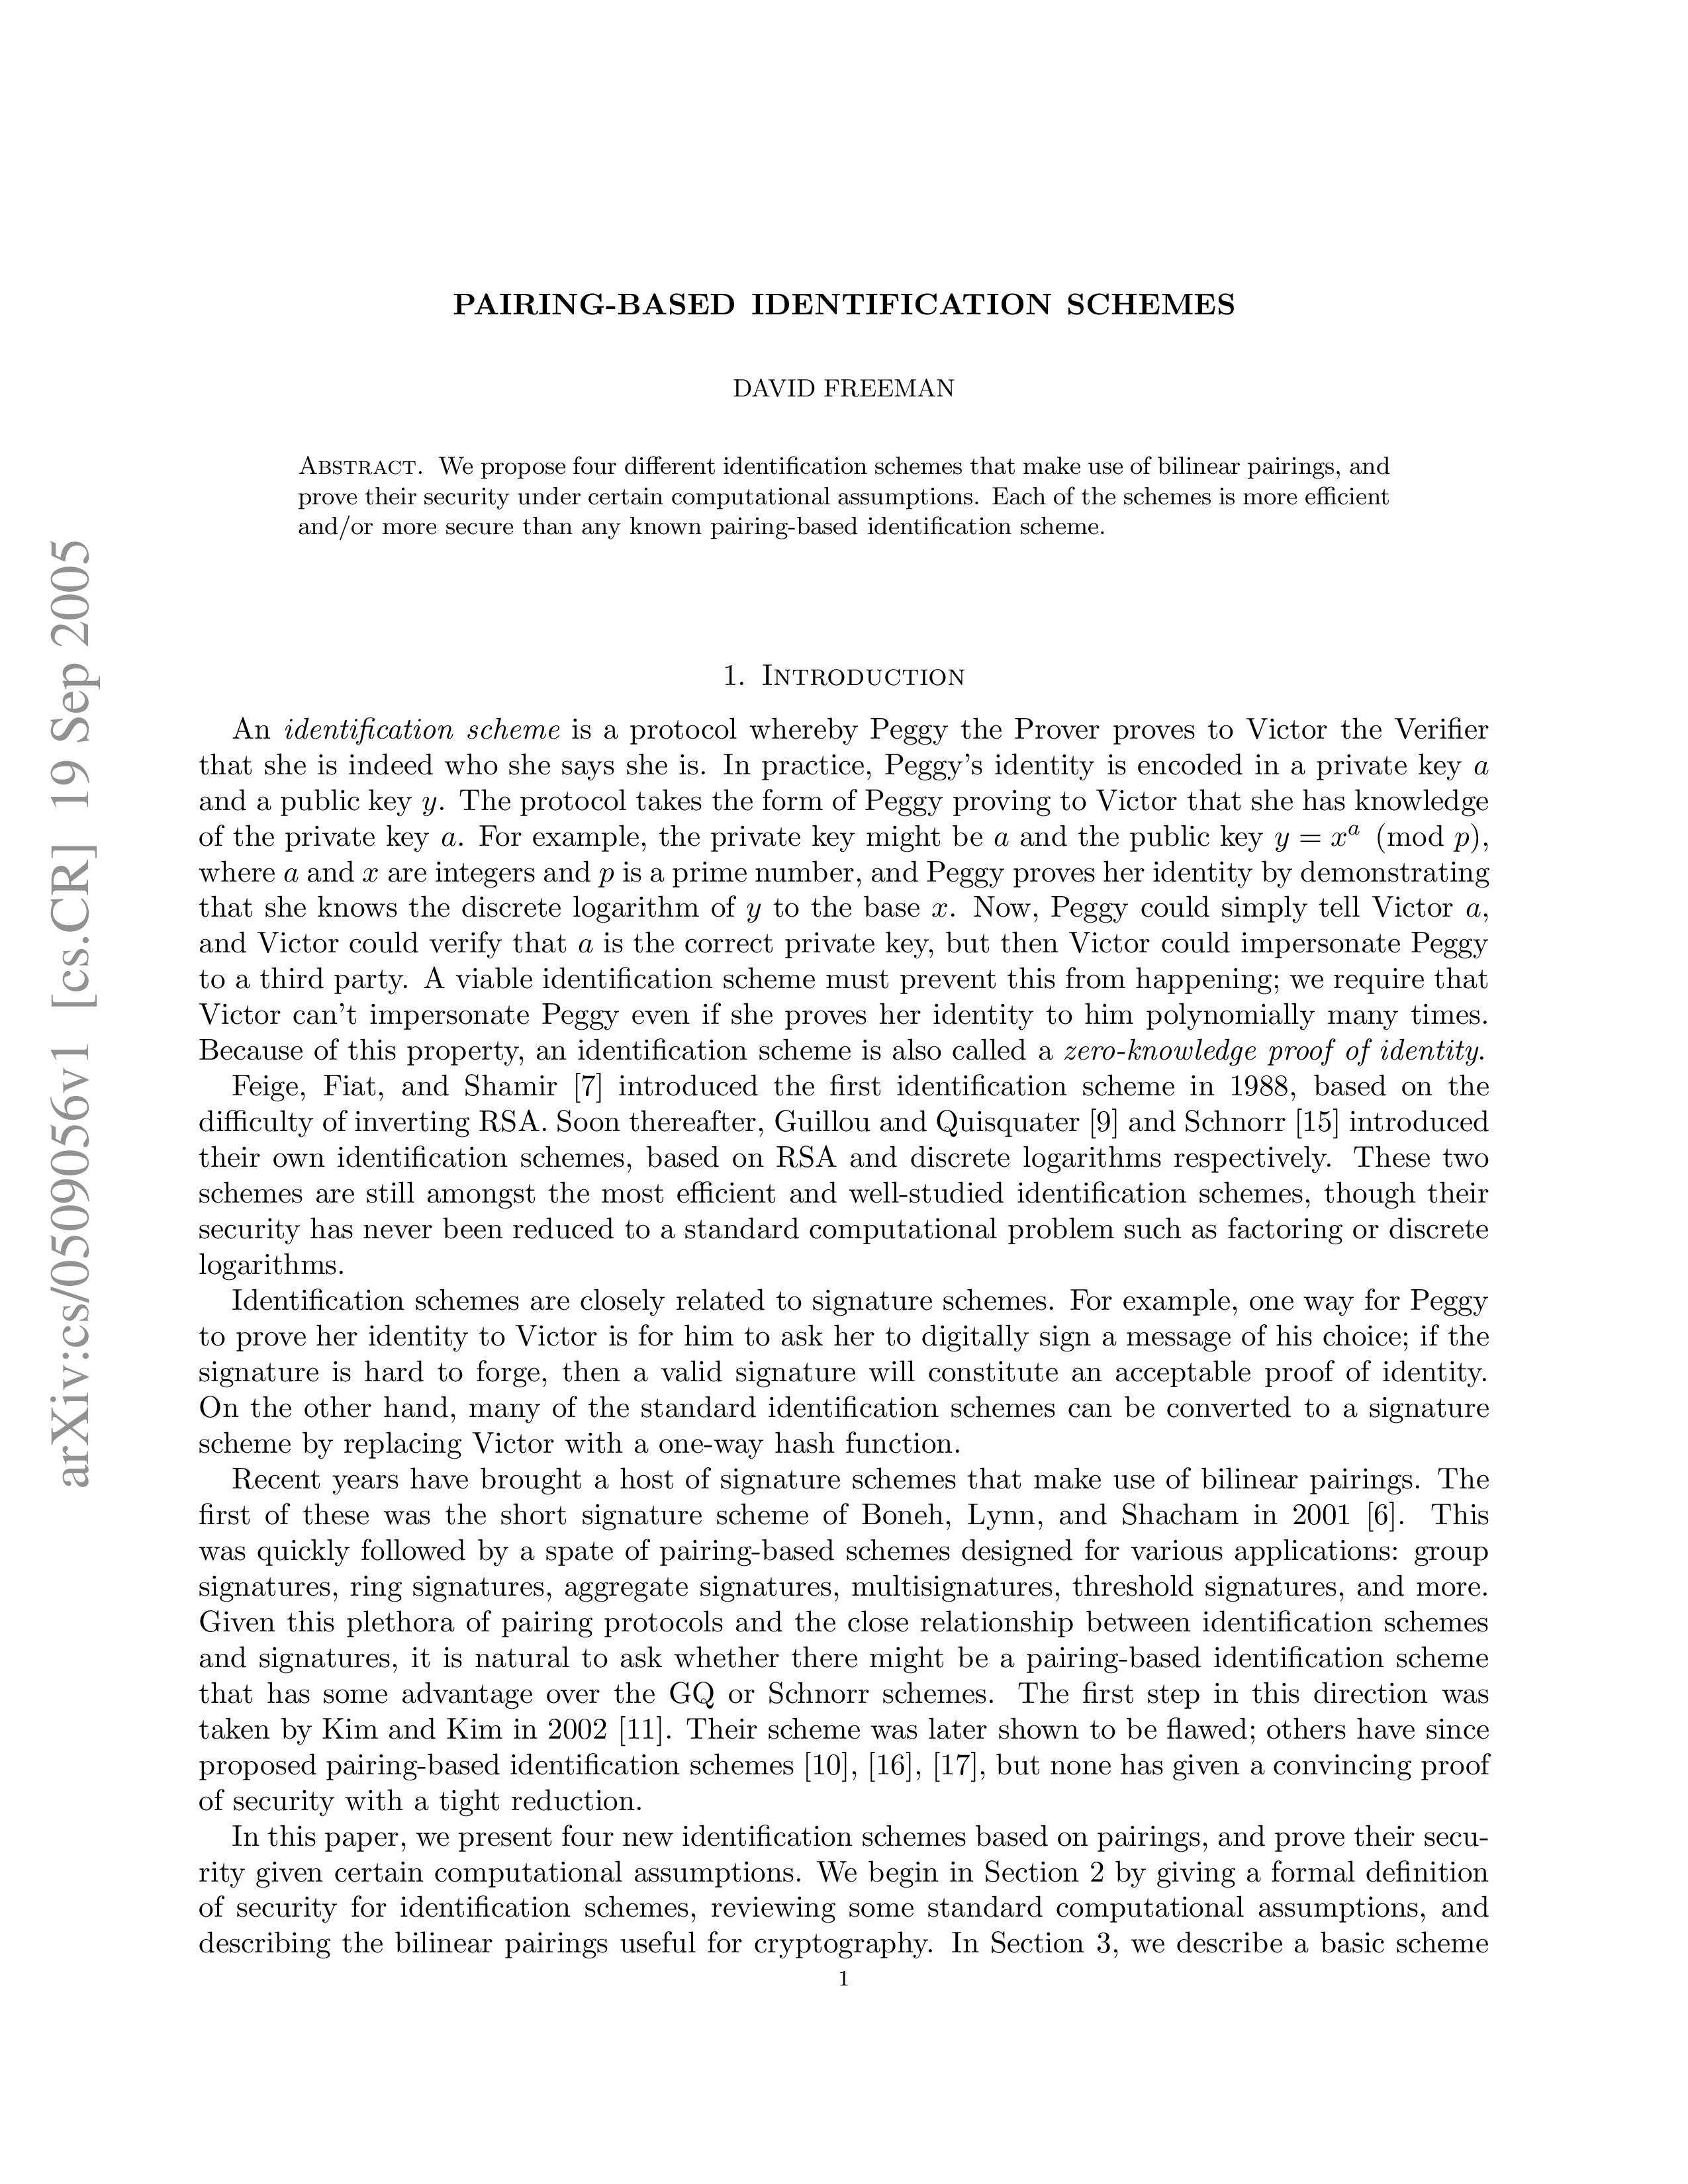 PAIRING-BASED IDENTIFICATION SCHEMES
DAVID FREEMAN
Abstract. We propose four different identification schemes that make use of bilinear pairings, and
prove their security under certain computational assumptions. Each of the schemes is more efficient
and/or more secure than any known pairing-based identification scheme.
1. Introduction
An identification scheme is a protocol whereby Peggy the Prover proves to Victor the Verifier
that she is indeed who she says she is. In practice, Peggy's identity is encoded in a private key a
and a public key y. The protocol takes the form of Peggy proving to Victor that she has knowledge
of the private key a. For example, the private key might be a and the public key y = x^a (mod p),
where a and x are integers and p is a prime number, and Peggy proves her identity by demonstrating
that she knows the discrete logarithm of y to the base x. Now, Peggy could simply tell Victor a,
and Victor could verify that a is the correct private key, but then Victor could impersonate Peggy
to a third party. A viable identification scheme must prevent this from happening; we require that
Victor can't impersonate Peggy even if she proves her identity to him polynomially many times.
Because of this property, an identification scheme is also called a zero-knowledge proof of identity.
Feige, Fiat, and Shamir [7] introduced the first identification scheme in 1988, based on the
difficulty of inverting RSA. Soon thereafter, Guillou and Quisquater [9] and Schnorr [15] introduced
their own identification schemes, based on RSA and discrete logarithms respectively. These two
schemes are still amongst the most efficient and well-studied identification schemes, though their
security has never been reduced to a standard computational problem such as factoring or discrete
logarithms.
Identification schemes are closely related to signature schemes. For example, one way for Peggy
to prove her identity to Victor is for him to ask her to digitally sign a message of his choice; if the
signature is hard to forge, then a valid signature will constitute an acceptable proof of identity.
On the other hand, many of the standard identification schemes can be converted to a signature
scheme by replacing Victor with a one-way hash function.
Recent years have brought a host of signature schemes that make use of bilinear pairings. The
first of these was the short signature scheme of Boneh, Lynn, and Shacham in 2001 [6]. This
was quickly followed by a spate of pairing-based schemes designed for various applications: group
signatures, ring signatures, aggregate signatures, multisignatures, threshold signatures, and more.
Given this plethora of pairing protocols and the close relationship between identification schemes
and signatures, it is natural to ask whether there might be a pairing-based identification scheme
that has some advantage over the GQ or Schnorr schemes. The first step in this direction was
taken by Kim and Kim in 2002 [11]. Their scheme was later shown to be flawed; others have since
proposed pairing-based identification schemes [10], [16], [17], but none has given a convincing proof
of security with a tight reduction.
In this paper, we present four new identification schemes based on pairings, and prove their secu-
rity given certain computational assumptions. We begin in Section 2 by giving a formal definition
of security for identification schemes, reviewing some standard computational assumptions, and
describing the bilinear pairings useful for cryptography. In Section 3, we describe a basic scheme
1
arXiv:cs/0509056v1 [cs.CR] 19 Sep 2005